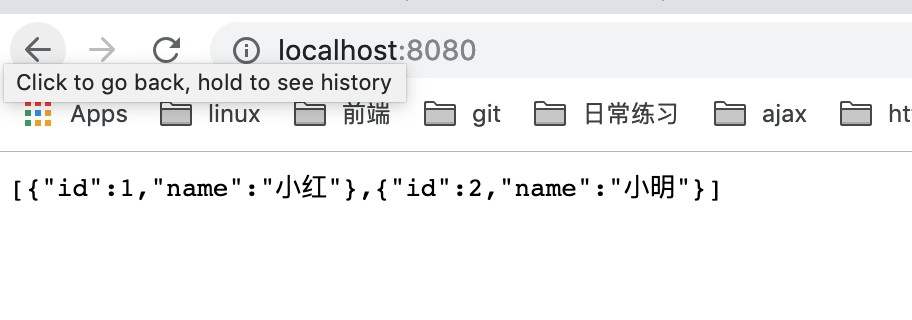 localhost:8080
Click to go back, hold to see history
Apps linux 前端 git 日常练习 ajax
[{"id":1,"name":"小红"},{"id":2,"name":"小明"}]